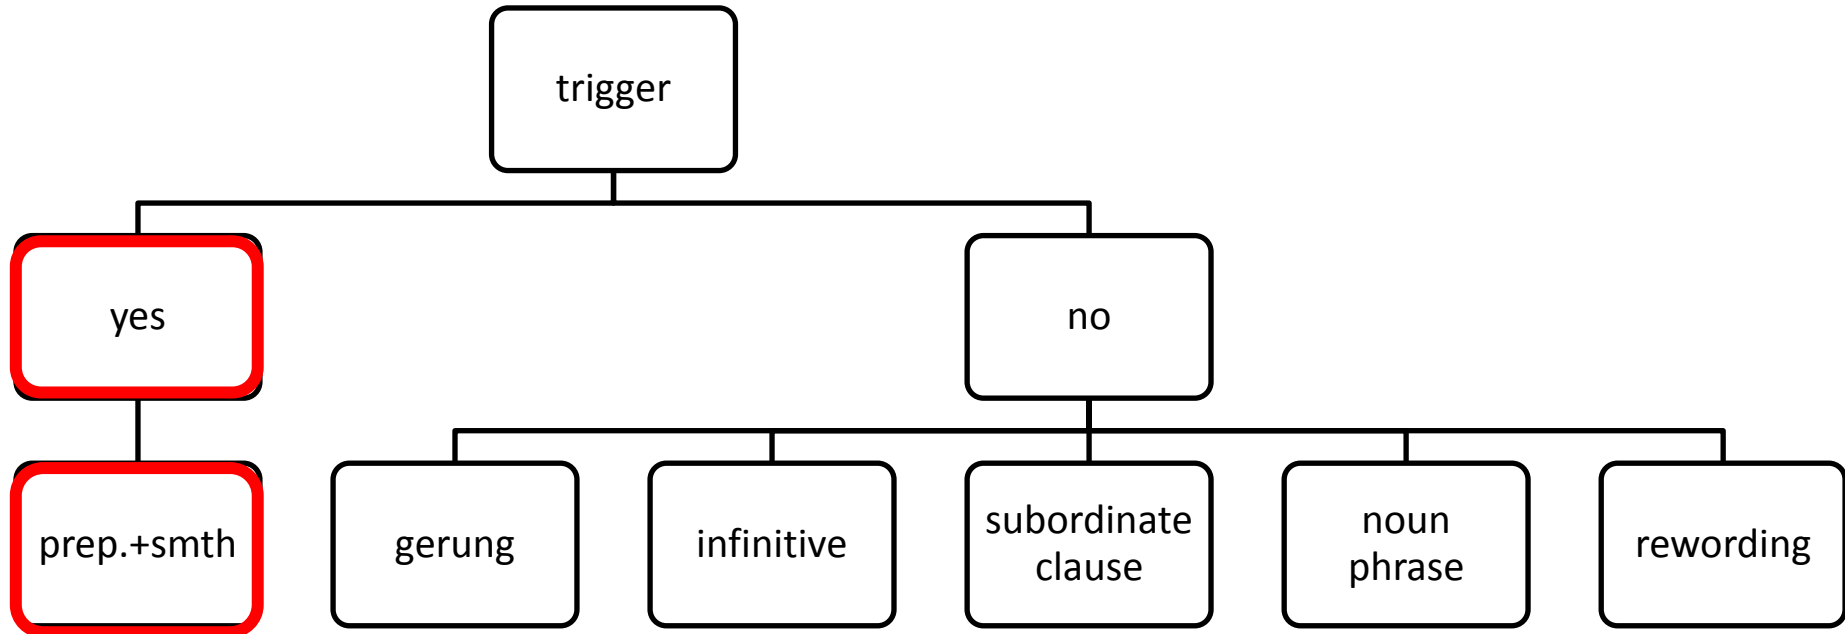 trigger
yes
no
prep.+smth
gerung
infinitive
subordinate
clause
noun
phrase
rewording